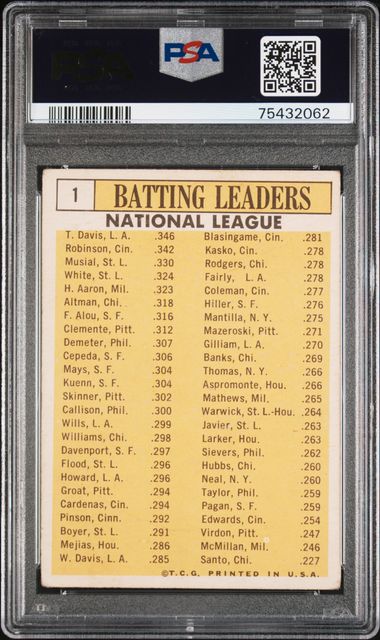 PSA
PSA
75432062
1 BATTING LEADERS
NATIONAL LEAGUE
T. Davis, L. A. .346
Robinson, Cin. .342
Musial, St. L. .330
White, St. L. .324
H. Aaron, Mil. .323
Altman, Chi. .318
F. Alou, S. F. .316
Clemente, Pitt. .312
Demeter, Phil. .307
Cepeda, S. F. .306
Mays, S. F. .304
Kuenn, S. F. .304
Skinner, Pitt. .302
Callison, Phil. .300
Wills, L. A. .299
Williams, Chi. .298
Davenport, S. F. .297
Flood, St. L. .296
Howard, L. A. .296
Groat, Pitt. .294
Cardenas, Cin. .294
Pinson, Cinn. .292
Boyer, St. L. .291
Mejias, Hou. .286
W. Davis, L. A. .285
Blasingame, Cin. .281
Kasko, Cin. .278
Rodgers, Chi. .278
Fairly, L. A. .278
Coleman, Cin. .277
Hiller, S. F. .276
Mantilla, N. Y. .275
Mazeroski, Pitt. .271
Gilliam, L. A. .270
Banks, Chi. .269
Thomas, N. Y. .266
Aspromonte, Hou. .266
Mathews, Mil. .265
Warwick, St. L.-Hou. .264
Javier, St. L. .263
Larker, Hou. .263
Sievers, Phil. .262
Hubbs, Chi. .260
Neal, N. Y. .260
Taylor, Phil. .259
Pagan, S. F. .259
Edwards, Cin. .254
Virdon, Pitt. .247
McMillan, Mil. .246
Santo, Chi. .227
© T. C. G. PRINTED IN U. S. A.